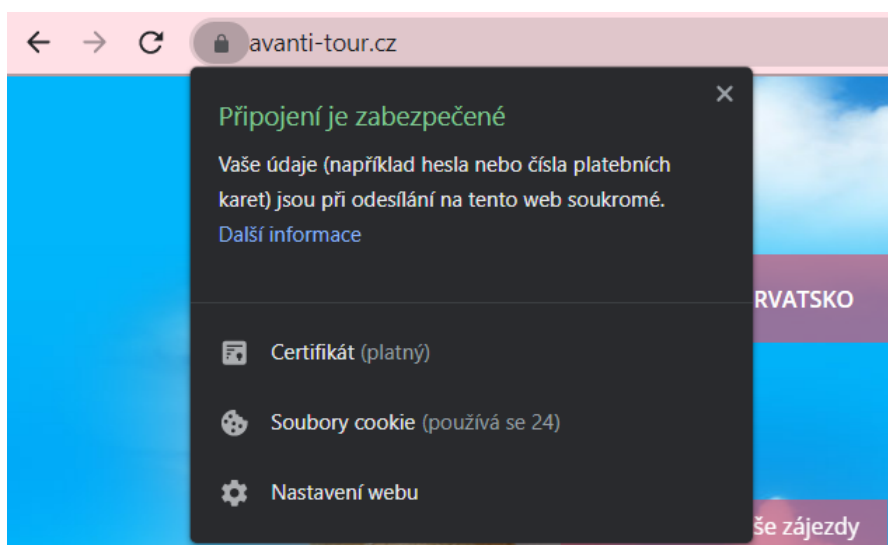 avanti-tour.cz
Připojení je zabezpečené
Vaše údaje (například hesla nebo čísla platebních
karet) jsou při odesílání na tento web soukromé.
Další informace
RVATSKO
Certifikát (platný)
Soubory cookie (používá se 24)
Nastavení webu
še zájezdy